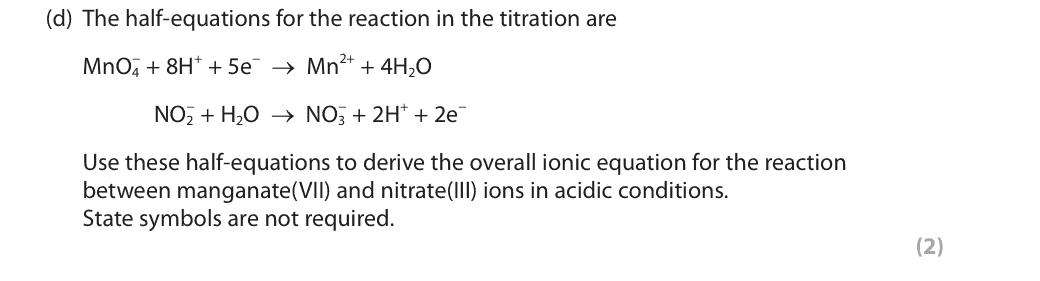 (d) The half-equations for the reaction in the titration are
MnO₄⁻ + 8H⁺ + 5e⁻ → Mn²⁺ + 4H₂O
NO₂⁻ + H₂O → NO₃⁻ + 2H⁺ + 2e⁻
Use these half-equations to derive the overall ionic equation for the reaction
between manganate(VII) and nitrate(III) ions in acidic conditions.
State symbols are not required.
(2)